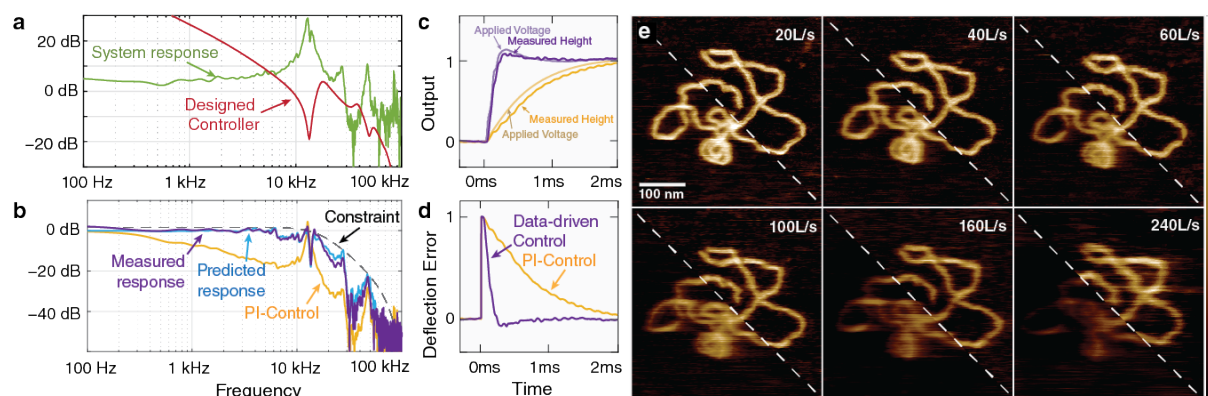 a
20 dB
0 dB
−20 dB
System response
Designed
Controller
100 Hz
1 kHz
10 kHz
100 kHz
b
0 dB
−20 dB
−40 dB
Constraint
Measured
response
Predicted
response
PI-Control
100 Hz
1 kHz
10 kHz
100 kHz
Frequency
c
Output
1
0
Applied Voltage
Measured Height
Measured Height
Applied Voltage
0ms
1ms
2ms
d
Deflection Error
1
0
Data-driven
Control
PI-Control
0ms
1ms
2ms
Time
e
20L/s
40L/s
60L/s
100 nm
100L/s
160L/s
240L/s